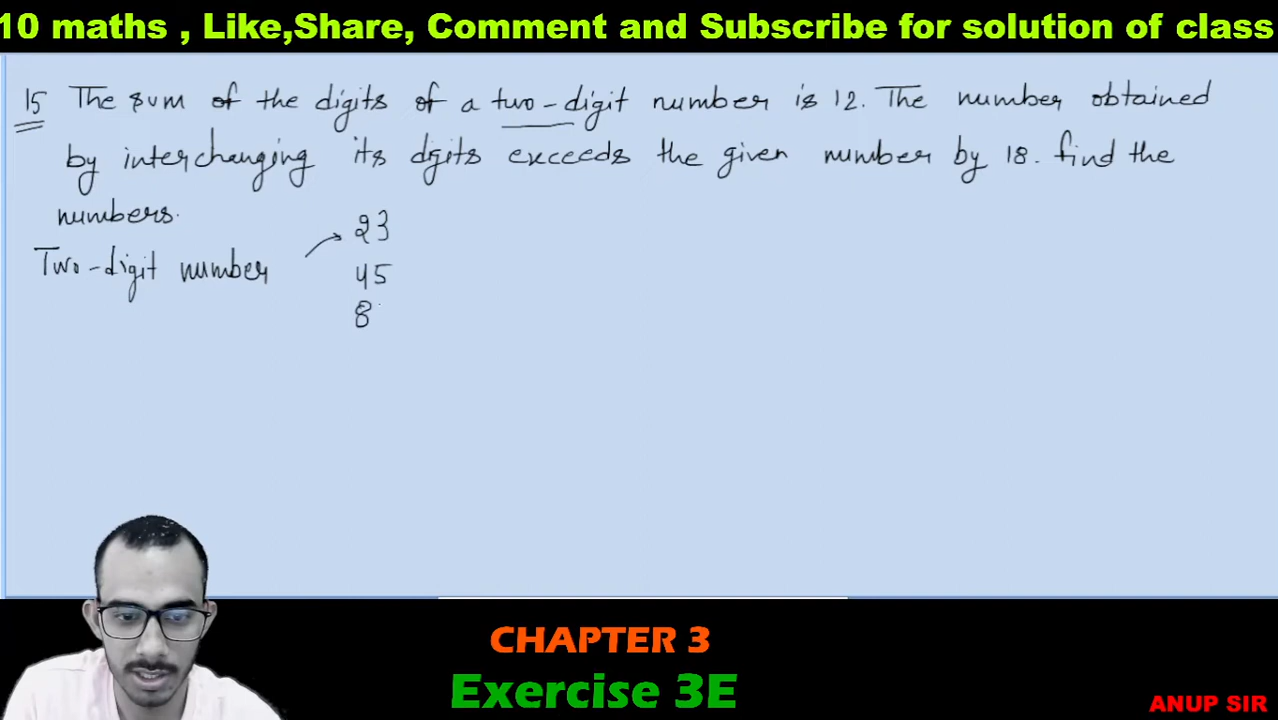 10 maths , Like,Share, Comment and Subscribe for solution of class
15 The sum of the digits of a two-digit number is 12. The number obtained
by interchanging its digits exceeds the given number by 18. find the
numbers.
Two-digit number
23
45
8
CHAPTER 3
Exercise 3E
ANUP SIR